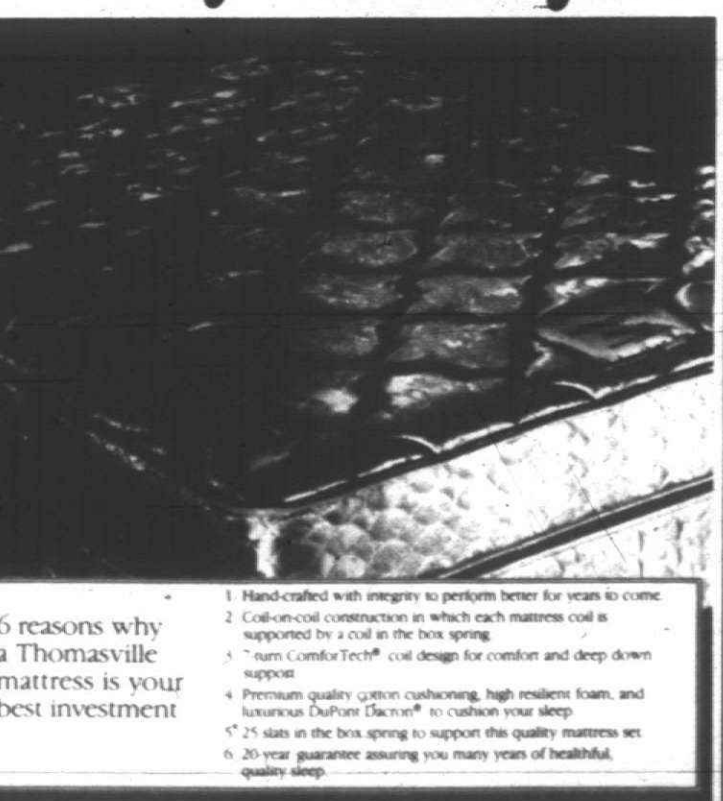 6 reasons why
a Thomasville
mattress is your
best investment
1 Hand-crafted with integrity to perform better for years to come.
2 Coil-on-coil construction in which each mattress coil is
supported by a coil in the box spring
3 7-turn ComforTech® coil design for comfort and deep down
support
4 Premium quality cotton cushioning, high resilient foam, and
luxurious DuPont Dacron® to cushion your sleep
5 25 slats in the box spring to support this quality mattress set
6 20-year guarantee assuring you many years of healthful,
quality sleep.